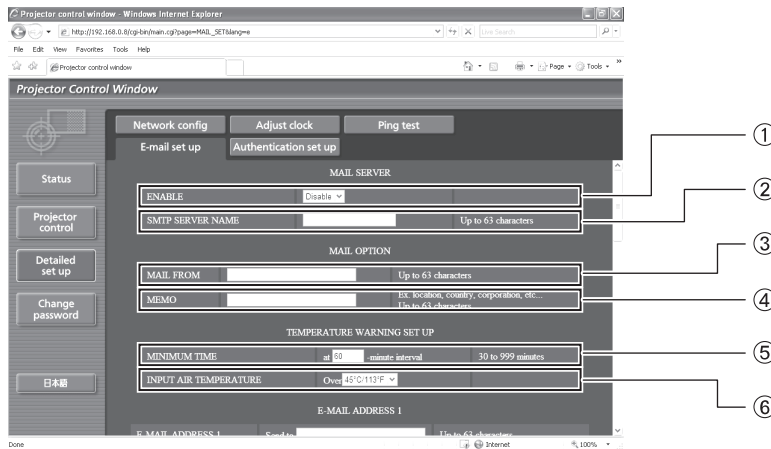 Projector control window - Windows Internet Explorer
http://192.168.0.8/cgi-bin/main.cgi?page=MAIL_SET&lang=e
Live Search
File Edit View Favorites Tools Help
Projector control window
Page Tools »
Projector Control Window
Network config Adjust clock Ping test
E-mail set up Authentication set up
Status
Projector control
Detailed set up
Change password
日本語
MAIL SERVER
ENABLE Disable ①
SMTP SERVER NAME Up to 63 characters ②
MAIL OPTION
MAIL FROM Up to 63 characters ③
MEMO Ex. location, country, corporation, etc... ④
Up to 63 characters
TEMPERATURE WARNING SET UP
MINIMUM TIME at 60 -minute interval 30 to 999 minutes ⑤
INPUT AIR TEMPERATURE Over 45°C/113°F ⑥
E-MAIL ADDRESS 1
E-MAIL ADDRESS 1 Send to Up to 63 characters
Done Internet 100%